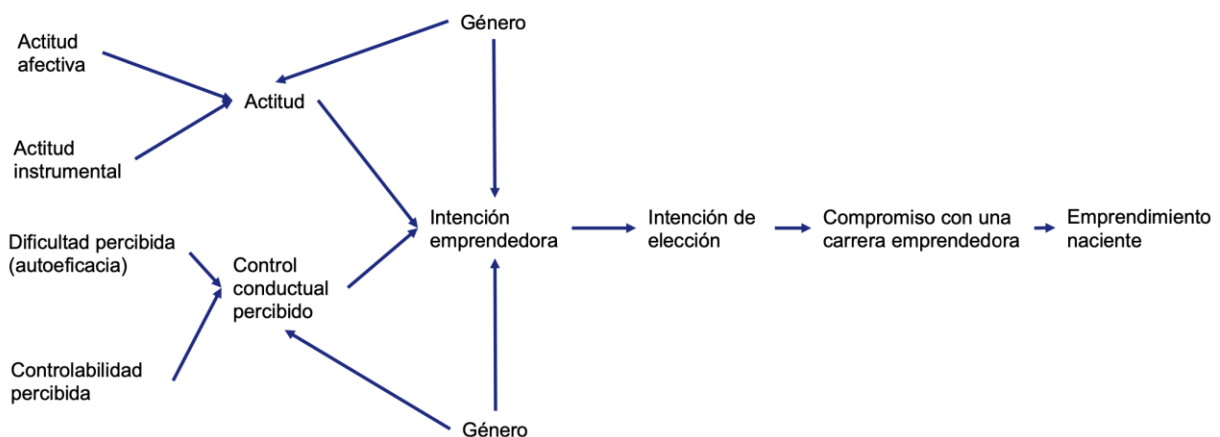 Género
Actitud
afectiva
Actitud
Actitud
instrumental
Intención
emprendedora
Intención de
elección
Compromiso con una
carrera emprendedora
Emprendimiento
naciente
Dificultad percibida
(autoeficacia)
Control
conductual
percibido
Controlabilidad
percibida
Género